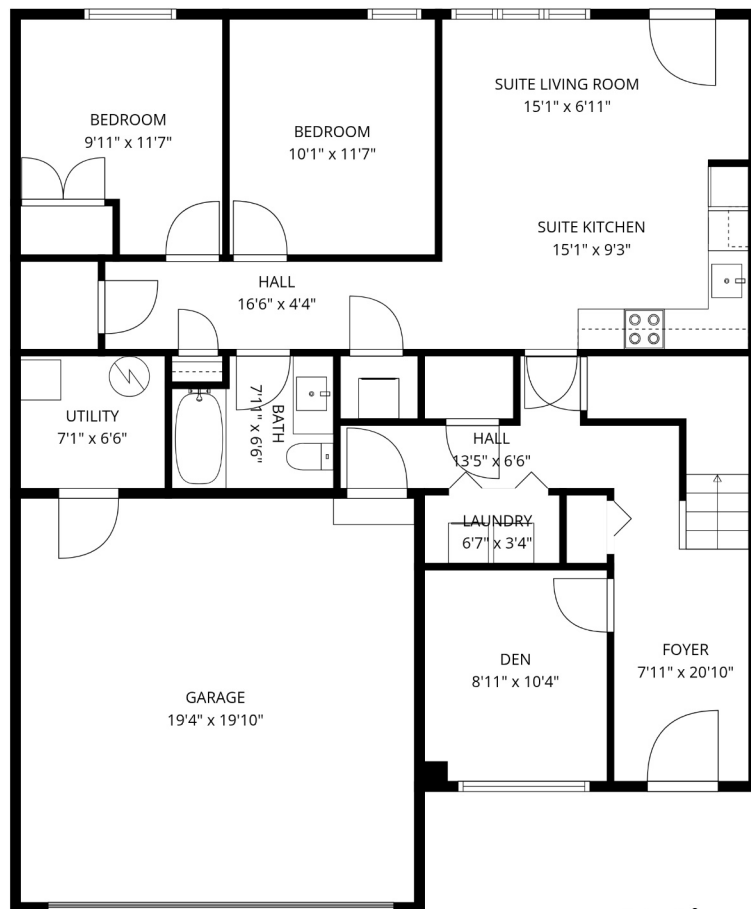 BEDROOM
9'11" x 11'7"
BEDROOM
10'1" x 11'7"
SUITE LIVING ROOM
15'1" x 6'11"
SUITE KITCHEN
15'1" x 9'3"
HALL
16'6" x 4'4"
UTILITY
7'1" x 6'6"
BATH
7'11" x 6'6"
HALL
13'5" x 6'6"
LAUNDRY
6'7" x 3'4"
DEN
8'11" x 10'4"
FOYER
7'11" x 20'10"
GARAGE
19'4" x 19'10"